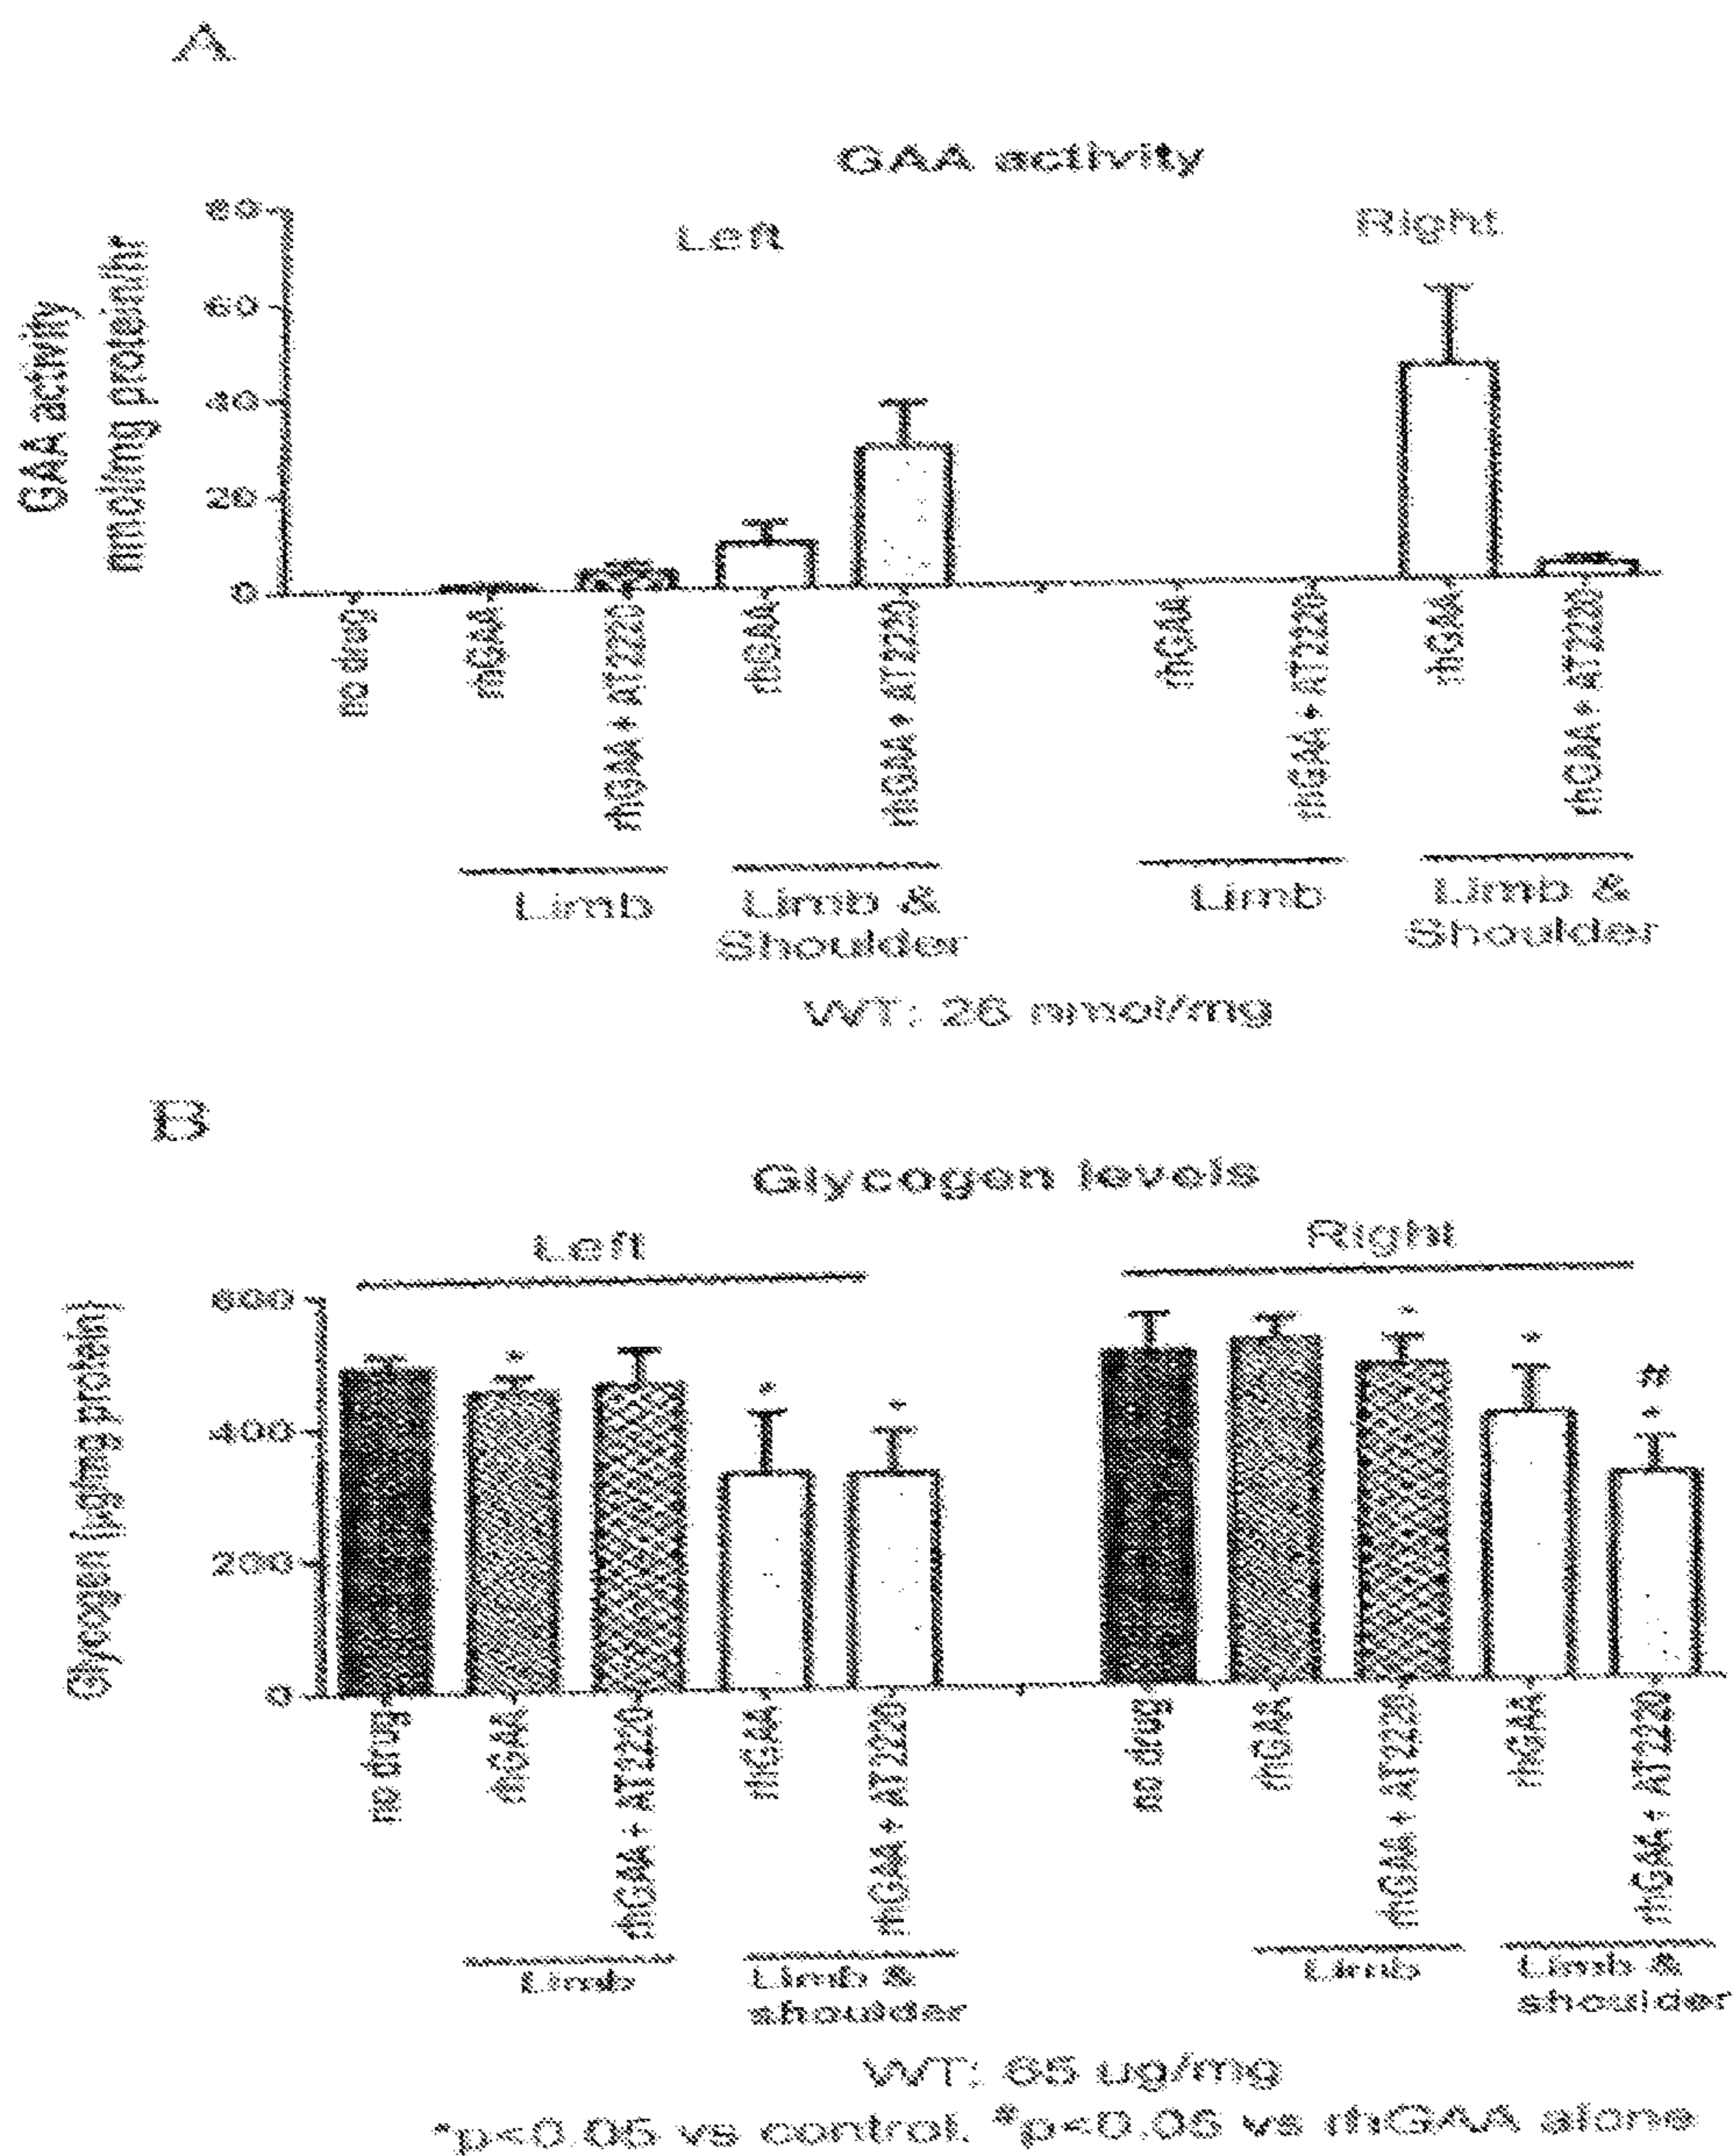 A
GAA activity
Left
Right
GAA activity
nmol/mg protein/hr
80
60
40
20
0
no drug
rhGAA
rhGAA + AT2220
rhGAA
rhGAA + AT2220
rhGAA
rhGAA + AT2220
rhGAA
rhGAA + AT2220
Limb
Limb &
Shoulder
Limb
Limb &
Shoulder
WT: 26 nmol/mg
B
Glycogen levels
Left
Right
Glycogen [µg/mg protein]
600
400
200
0
*
*
*
*
*
#
*
no drug
rhGAA
rhGAA + AT2220
rhGAA
rhGAA + AT2220
no drug
rhGAA
rhGAA + AT2220
rhGAA
rhGAA + AT2220
Limb
Limb &
shoulder
Limb
Limb &
shoulder
WT: 65 ug/mg
*p<0.05 vs control, #p<0.05 vs rhGAA alone